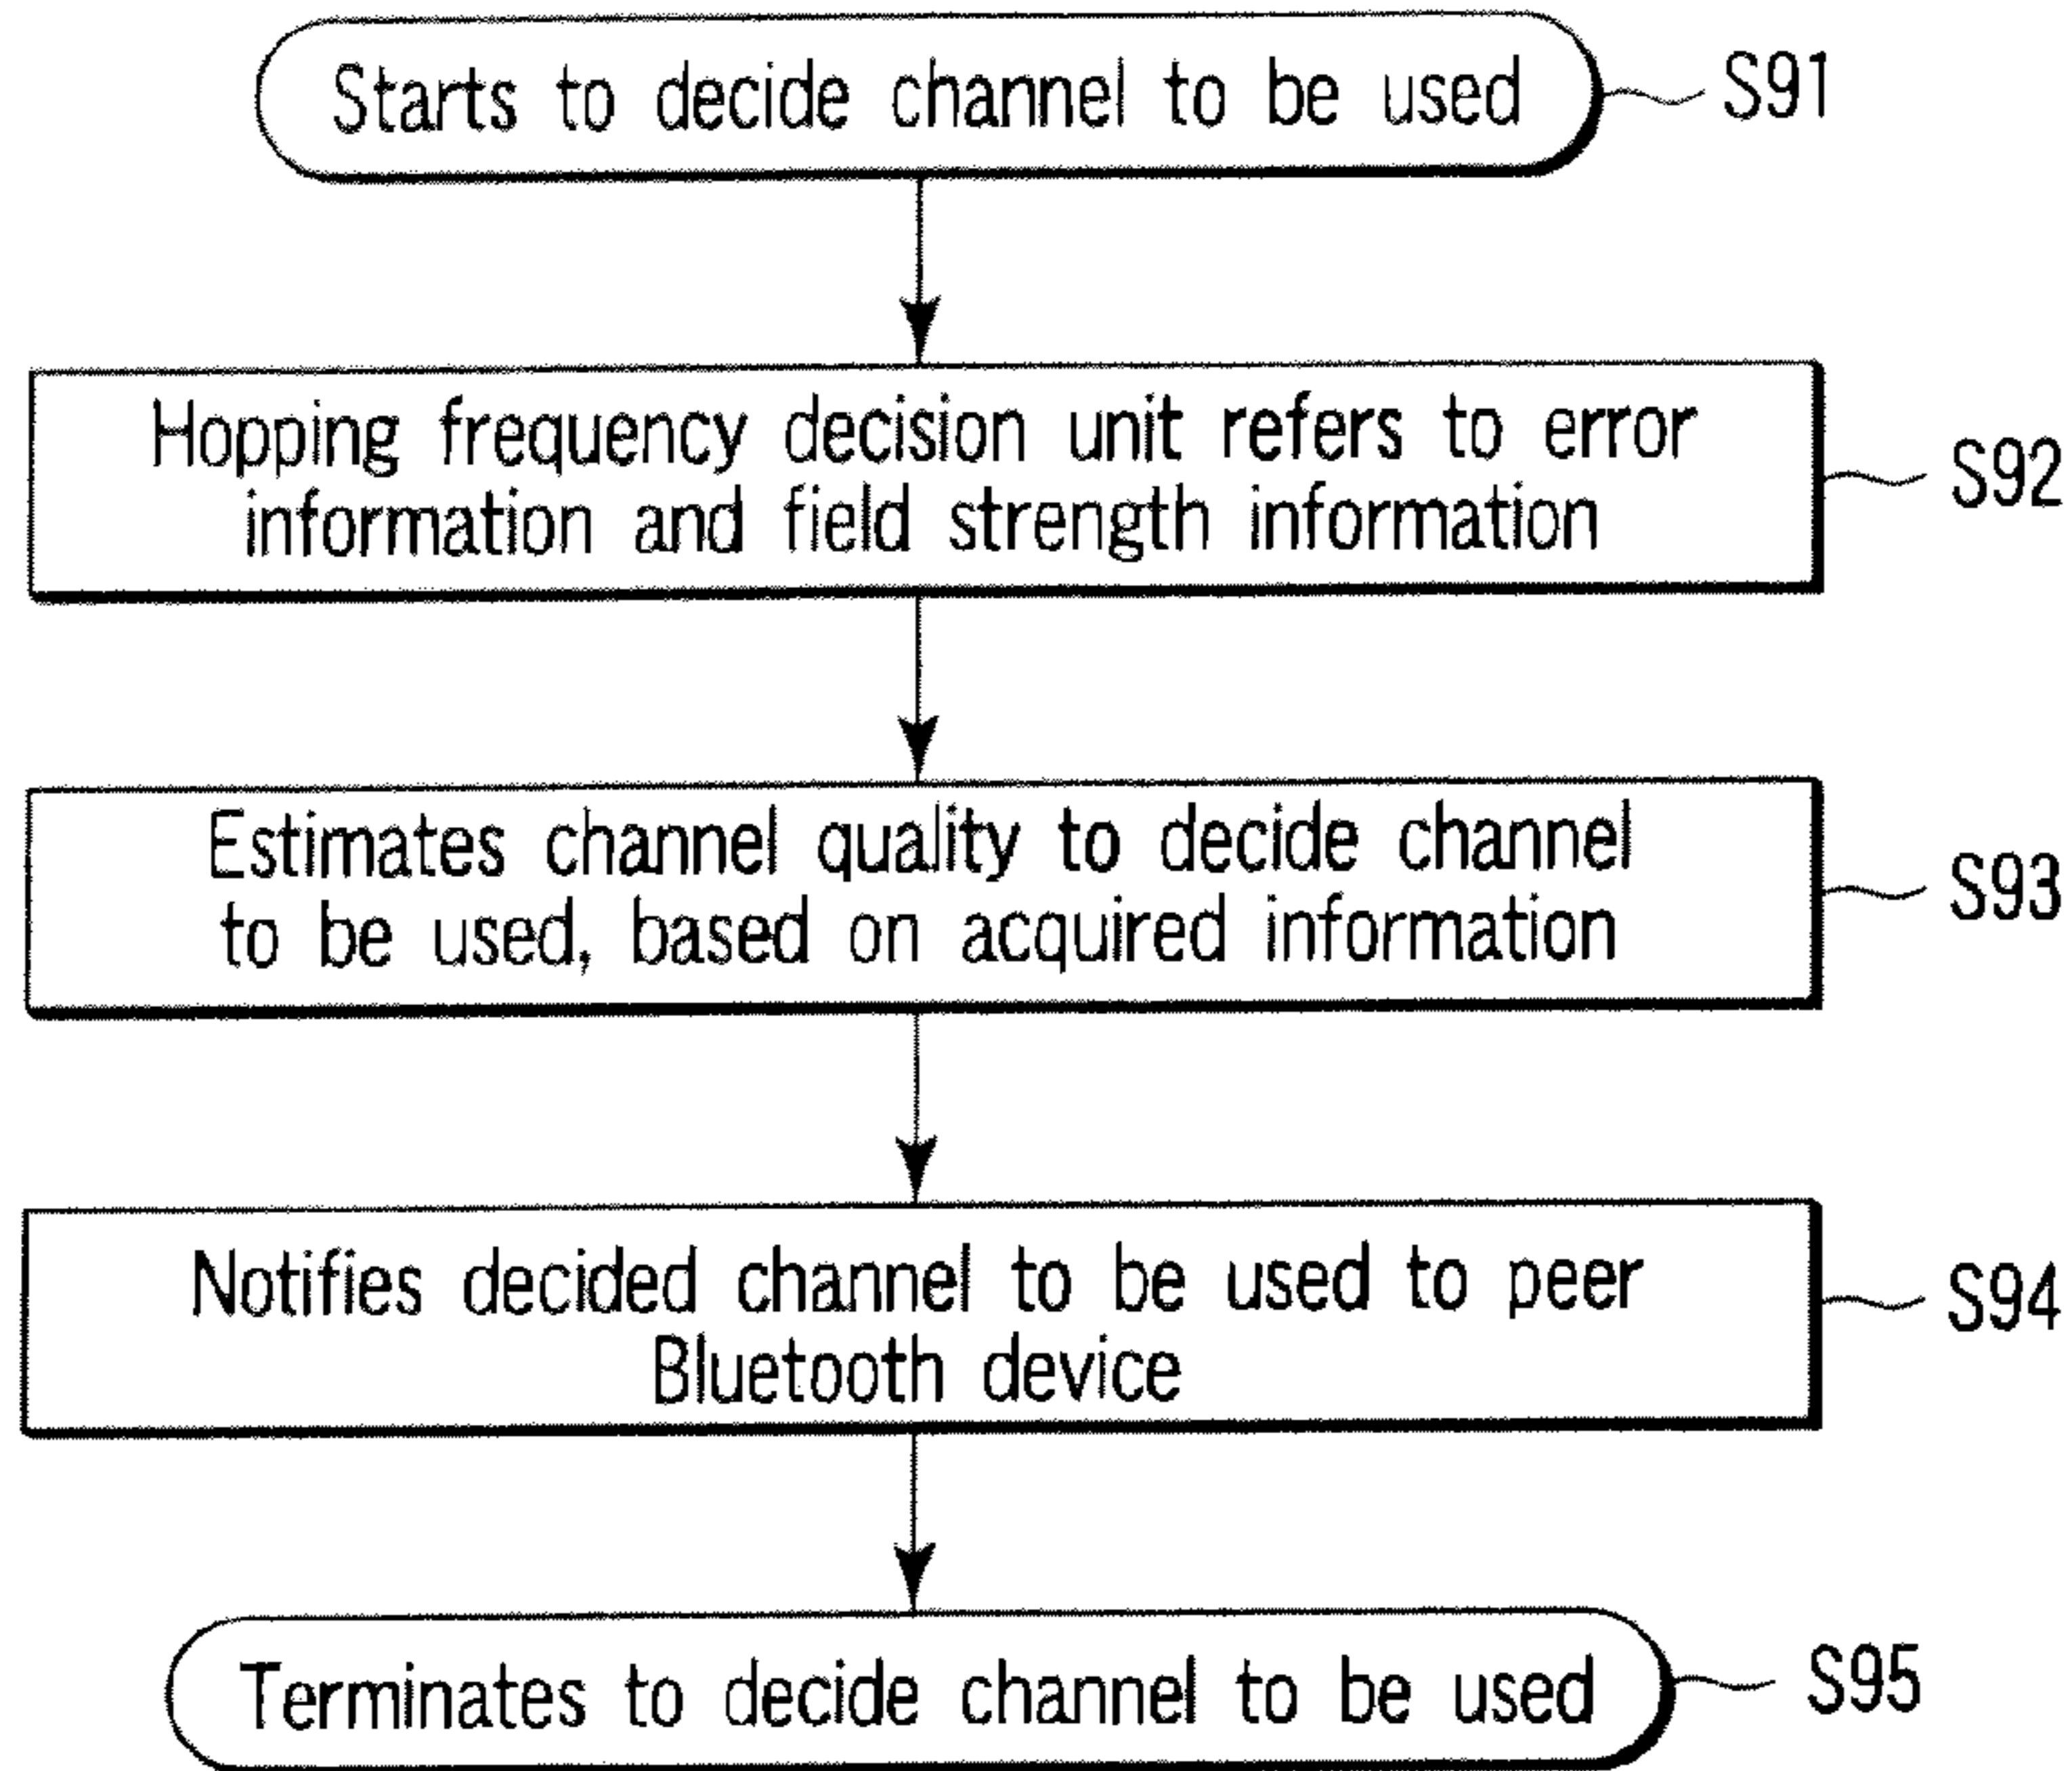 Starts to decide channel to be used
S91
Hopping frequency decision unit refers to error
information and field strength information
S92
Estimates channel quality to decide channel
to be used, based on acquired information
S93
Notifies decided channel to be used to peer
Bluetooth device
S94
Terminates to decide channel to be used
S95